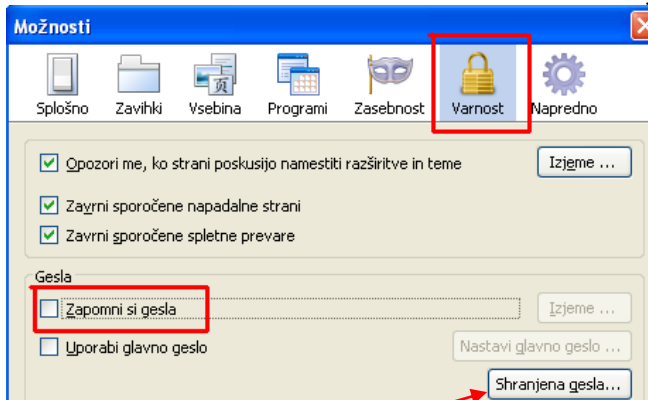 Možnosti
Splošno Zavihki Vsebina Programi Zasebnost Varnost Napredno
Opozori me, ko strani poskusijo namestiti razširitve in teme Izjeme ...
Zavrni sporočene napadalne strani
Zavrni sporočene spletne prevare
Gesla
Zapomni si gesla Izjeme ...
Uporabi glavno geslo Nastavi glavno geslo ...
Shranjena gesla...